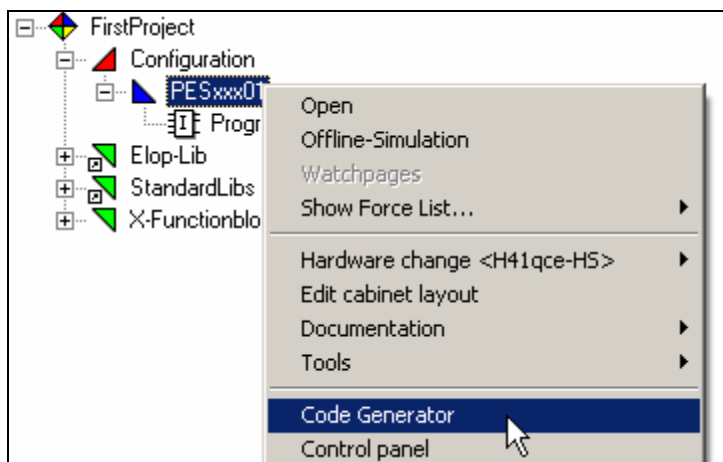 FirstProject
Configuration
PESxxx01
Progr
Elop-Lib
StandardLibs
X-Functionblo
Open
Offline-Simulation
Watchpages
Show Force List...
Hardware change <H41qce-HS>
Edit cabinet layout
Documentation
Tools
Code Generator
Control panel